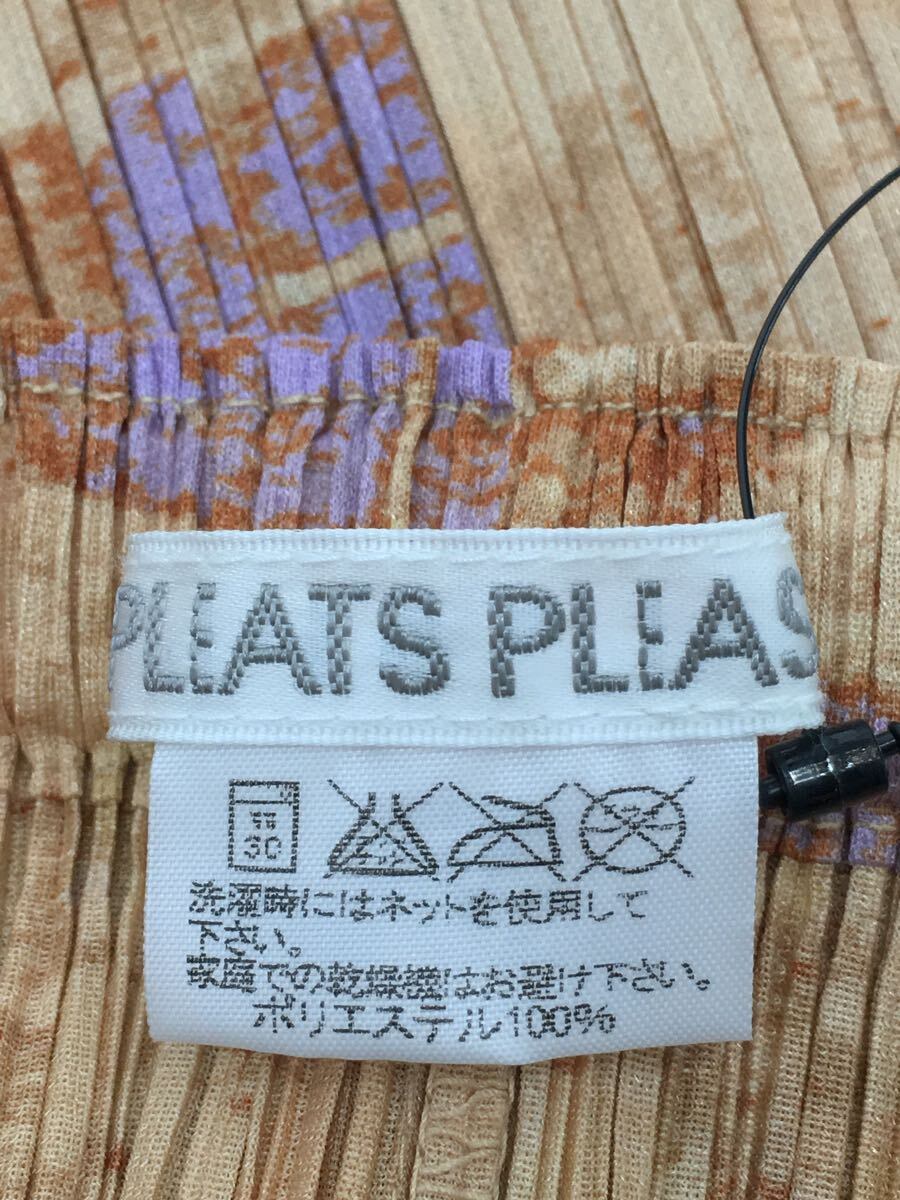 PLEATS PLEAS
弱
30
洗濯時にはネットを使用して
下さい。
での乾燥機はお避け下さい。
ポリエステル100%